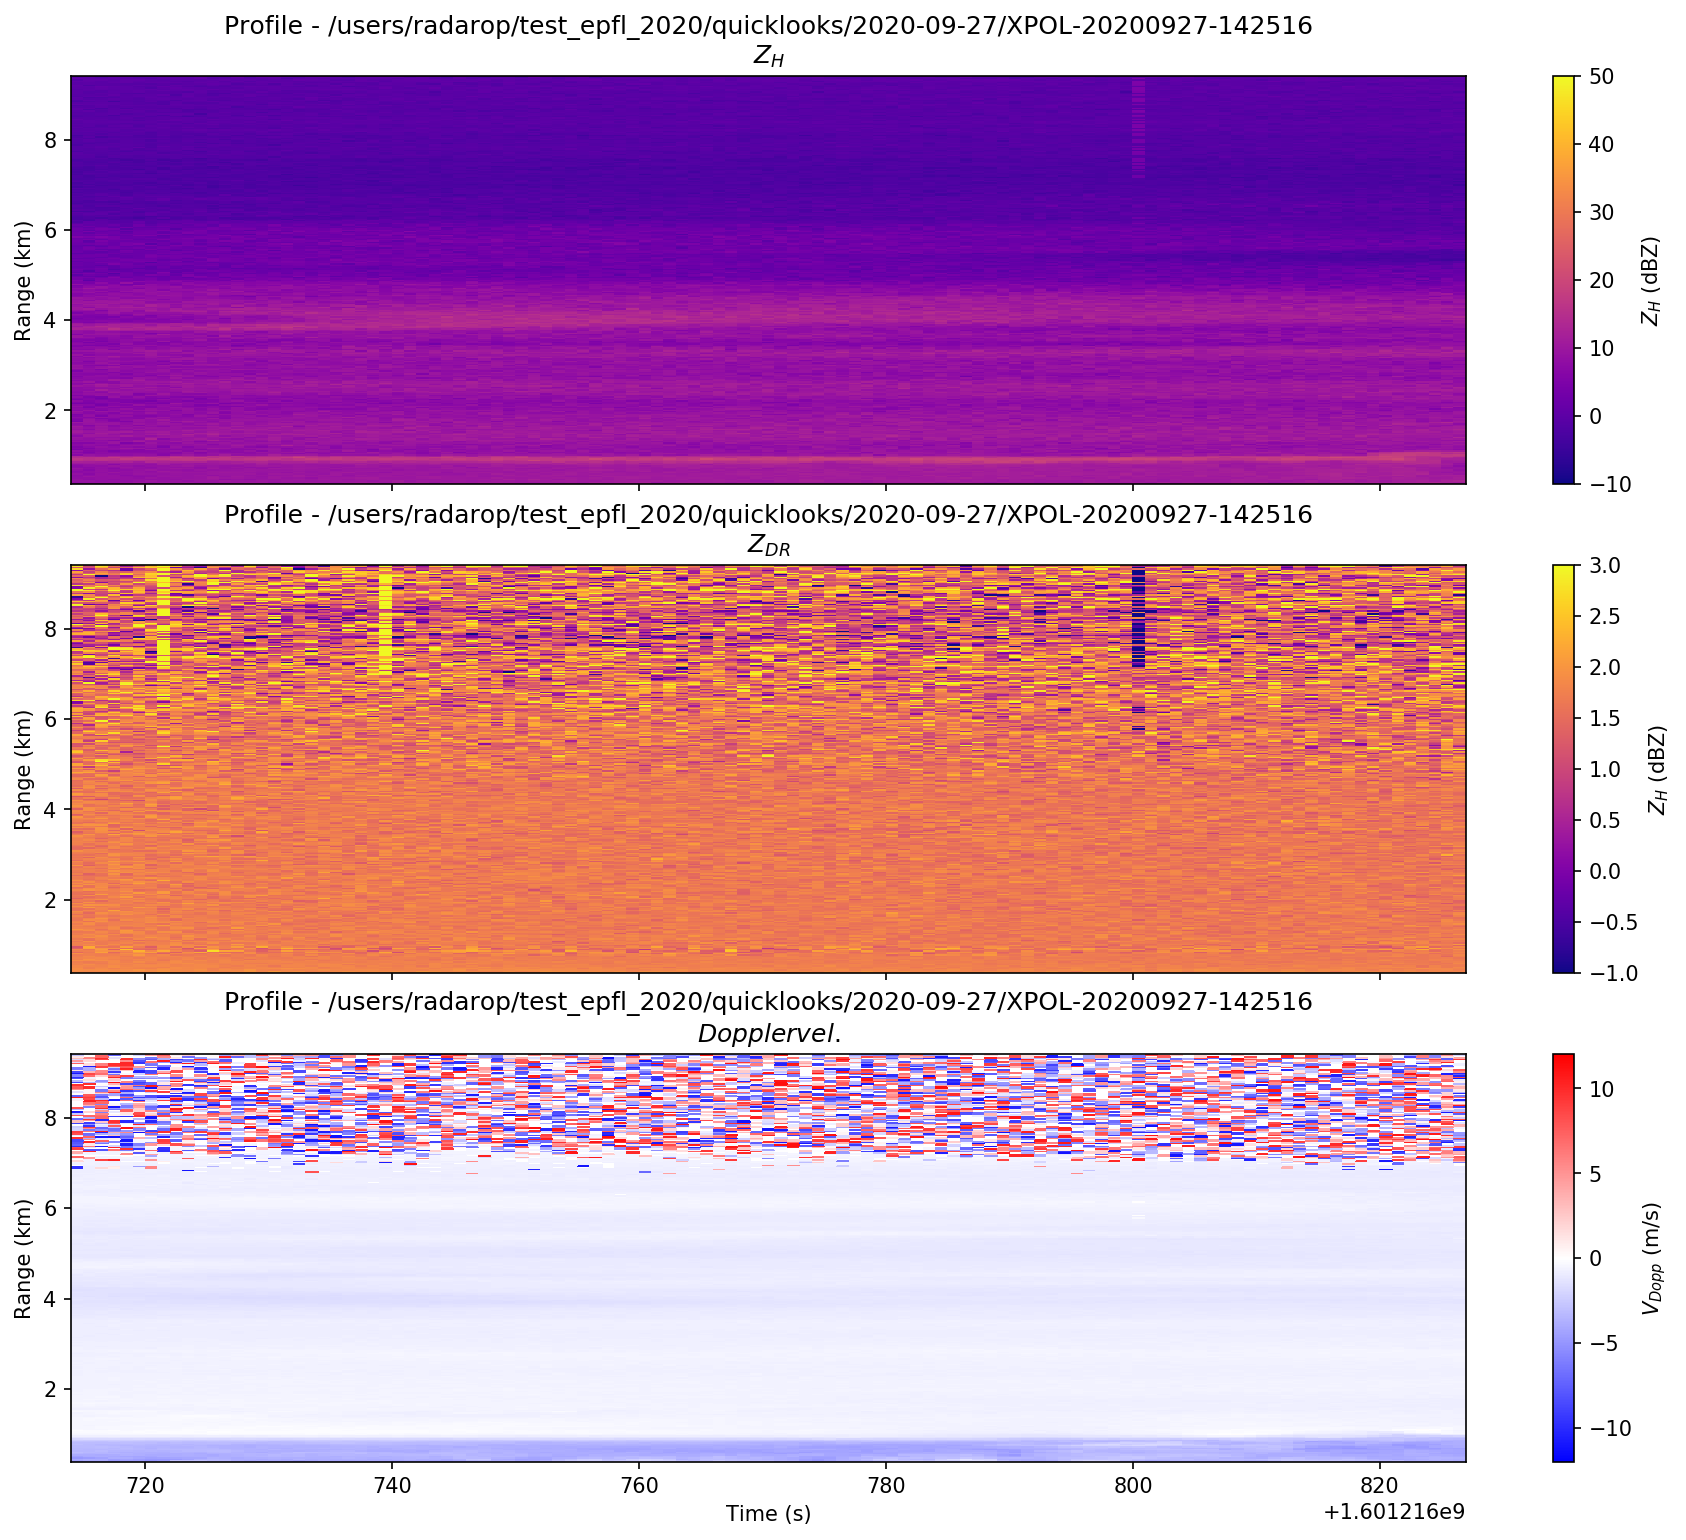 Profile - /users/radarop/test_epfl_2020/quicklooks/2020-09-27/XPOL-20200927-142516
Z_H
8
6
4
2
Range (km)
50
40
30
20
10
0
−10
Z_H (dBZ)
Profile - /users/radarop/test_epfl_2020/quicklooks/2020-09-27/XPOL-20200927-142516
Z_DR
8
6
4
2
Range (km)
3.0
2.5
2.0
1.5
1.0
0.5
0.0
−0.5
−1.0
Z_H (dBZ)
Profile - /users/radarop/test_epfl_2020/quicklooks/2020-09-27/XPOL-20200927-142516
Dopplervel.
8
6
4
2
Range (km)
10
5
0
−5
−10
V_Dopp (m/s)
720 740 760 780 800 820
Time (s)
+1.601216e9